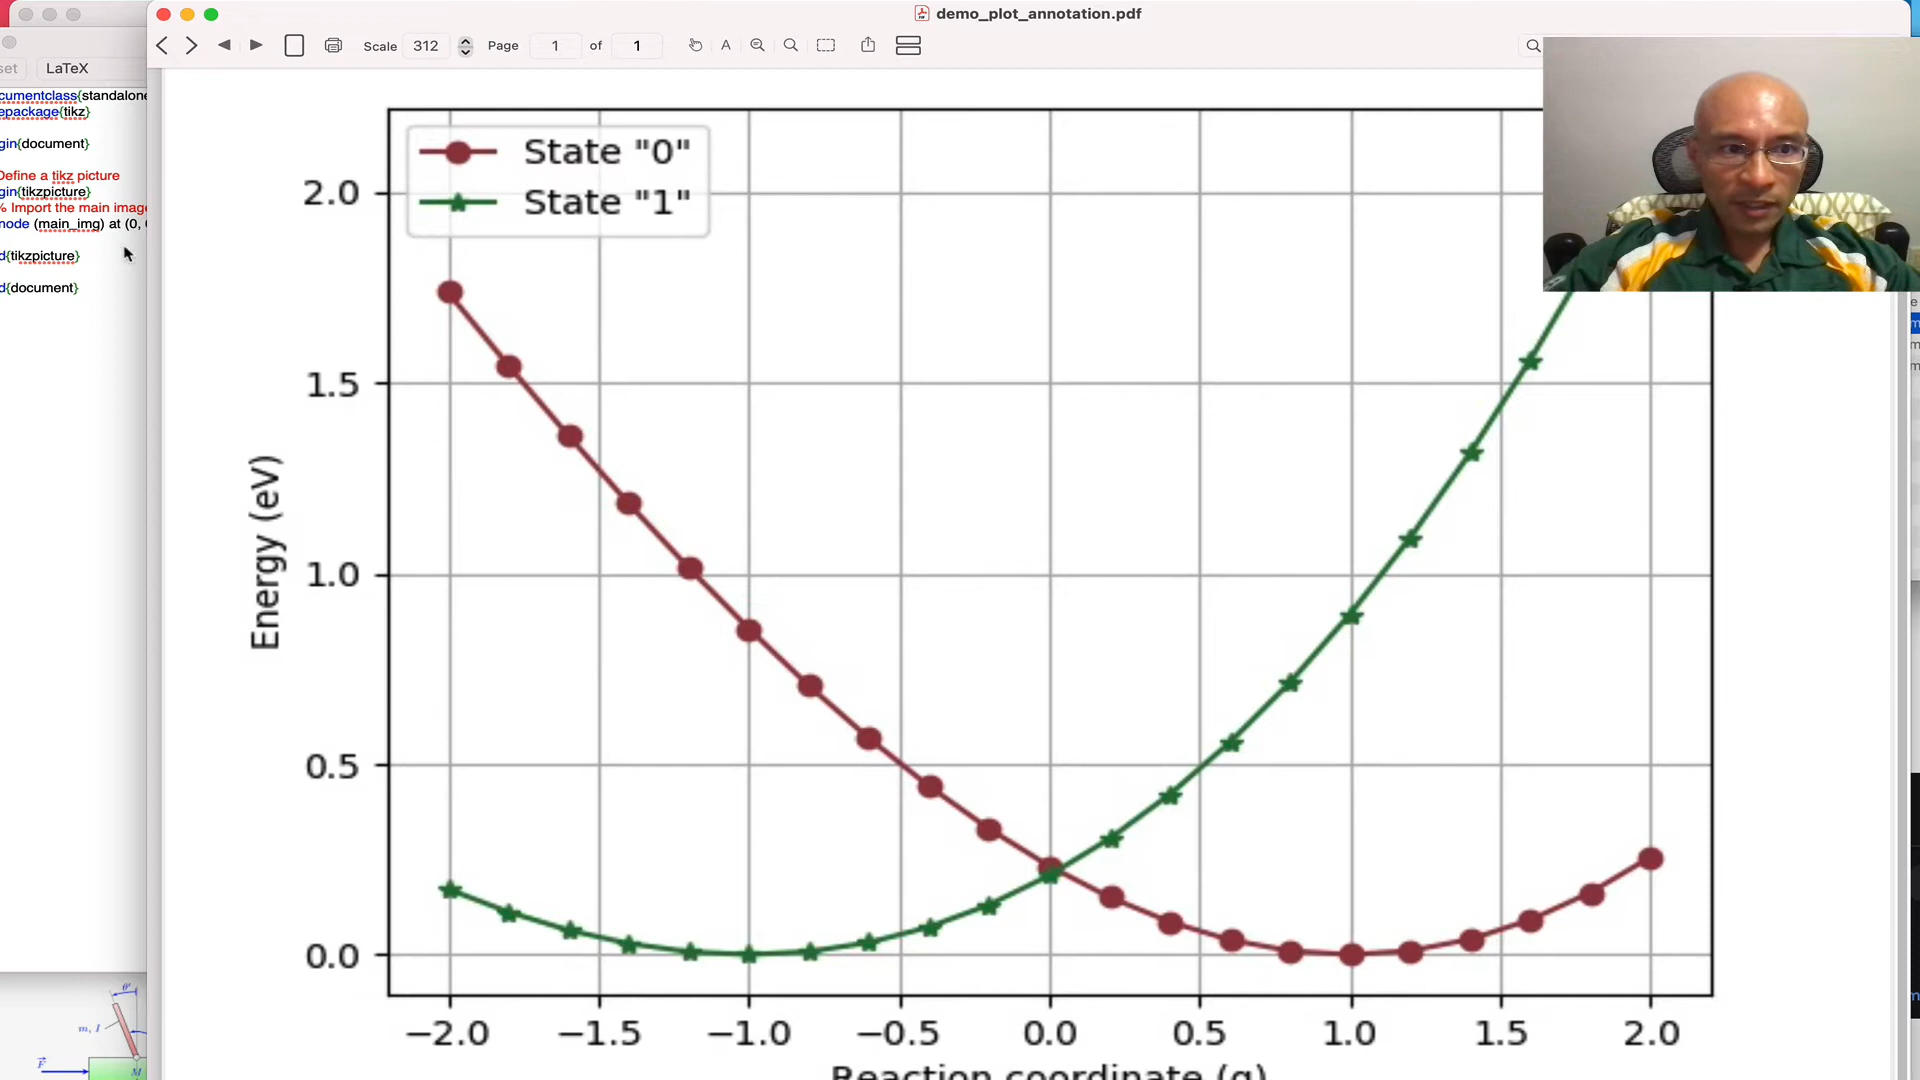 demo_plot_annotation.pdf
Scale 312 Page 1 of 1
set LaTeX
cumentclass{standalone
epackage{tikz}
gin{document}
Define a tikz picture
gin{tikzpicture}
% Import the main image
node (main_img) at (0,
d{tikzpicture}
d{document}
State "0"
State "1"
2.0
1.5
1.0
0.5
0.0
Energy (eV)
−2.0 −1.5 −1.0 −0.5 0.0 0.5 1.0 1.5 2.0
Reaction coordinate (q)
θ
m, I
F
M